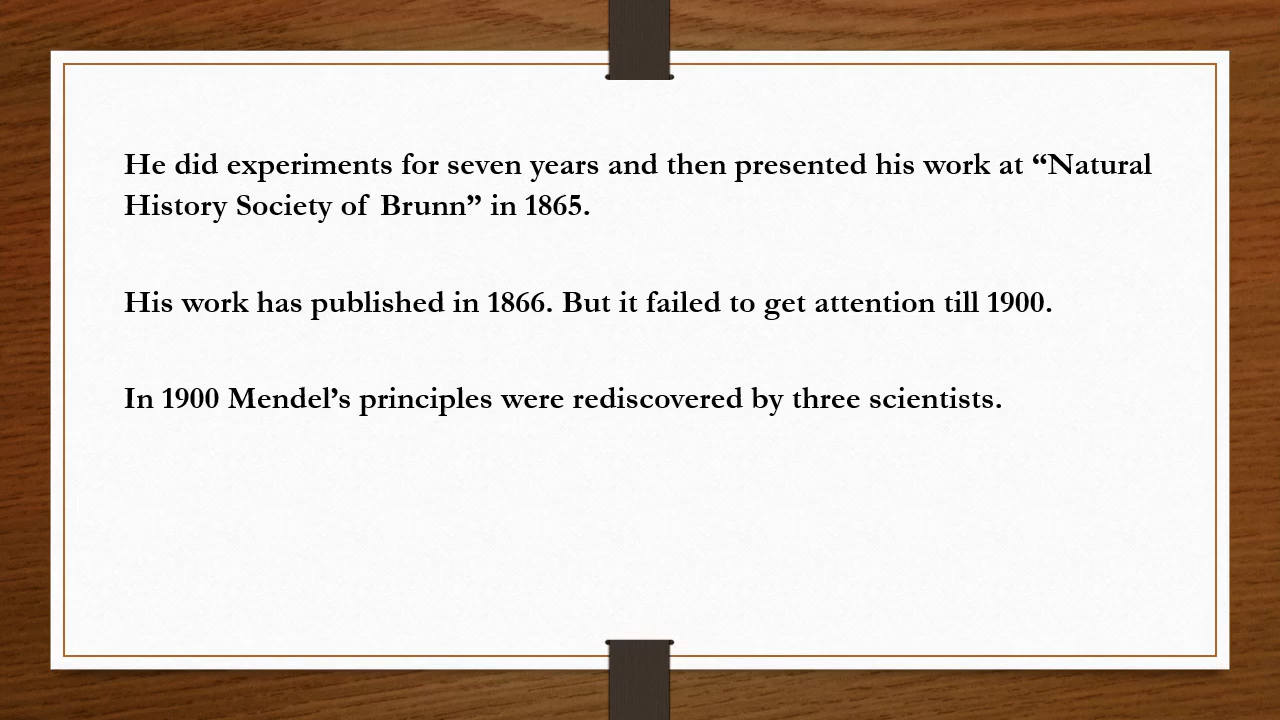 He did experiments for seven years and then presented his work at “Natural
History Society of Brunn” in 1865.
His work has published in 1866. But it failed to get attention till 1900.
In 1900 Mendel’s principles were rediscovered by three scientists.